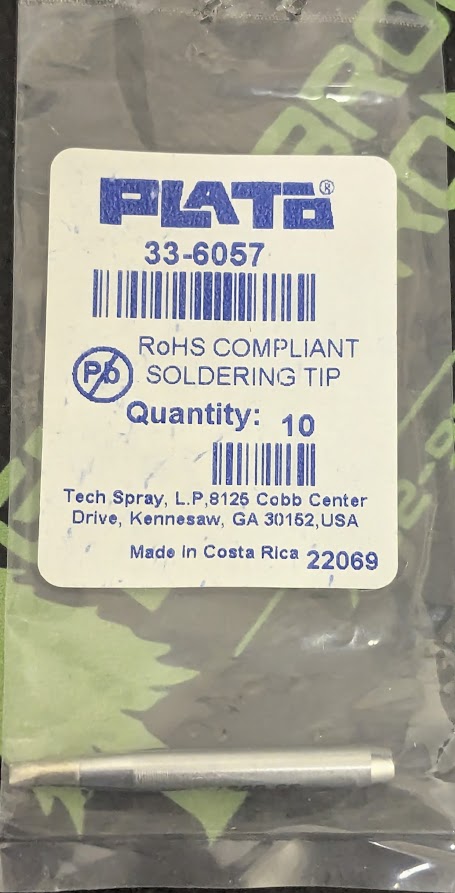 PLATO®
33-6057
Pb
RoHS COMPLIANT
SOLDERING TIP
Quantity: 10
Tech Spray, L.P,8125 Cobb Center
Drive, Kennesaw, GA 30152,USA
Made In Costa Rica 22069